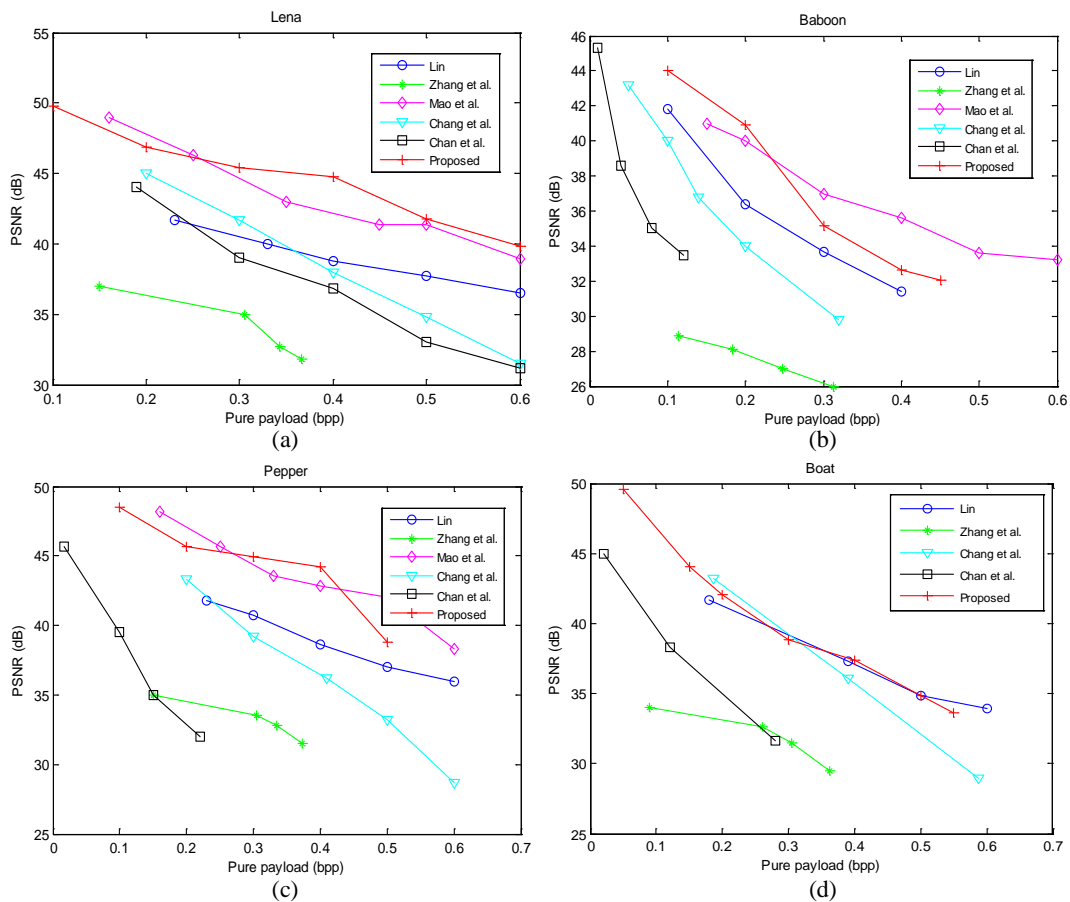 Lena
55
50
45
40
35
30
PSNR (dB)
0.1 0.2 0.3 0.4 0.5 0.6
Pure payload (bpp)
Lin
Zhang et al.
Mao et al.
Chang et al.
Chan et al.
Proposed
(a)
Baboon
46
44
42
40
38
36
34
32
30
28
26
PSNR (dB)
0 0.1 0.2 0.3 0.4 0.5 0.6
Pure payload (bpp)
Lin
Zhang et al.
Mao et al.
Chang et al.
Chan et al.
Proposed
(b)
Pepper
50
45
40
35
30
25
PSNR (dB)
0 0.1 0.2 0.3 0.4 0.5 0.6 0.7
Pure payload (bpp)
Lin
Zhang et al.
Mao et al.
Chang et al.
Chan et al.
Proposed
(c)
Boat
50
45
40
35
30
25
PSNR (dB)
0 0.1 0.2 0.3 0.4 0.5 0.6 0.7
Pure payload (bpp)
Lin
Zhang et al.
Chang et al.
Chan et al.
Proposed
(d)